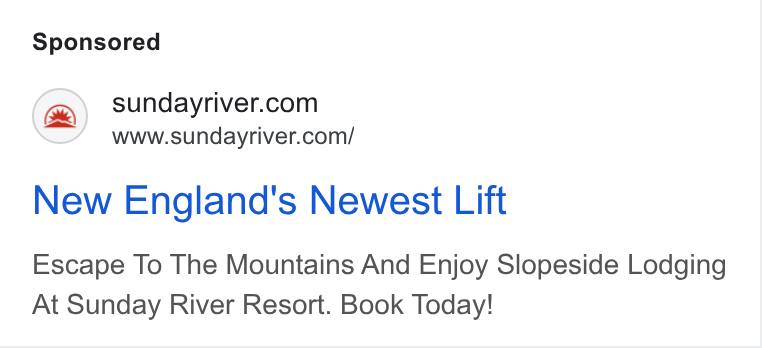 Sponsored
sundayriver.com
www.sundayriver.com/
New England's Newest Lift
Escape To The Mountains And Enjoy Slopeside Lodging
At Sunday River Resort. Book Today!